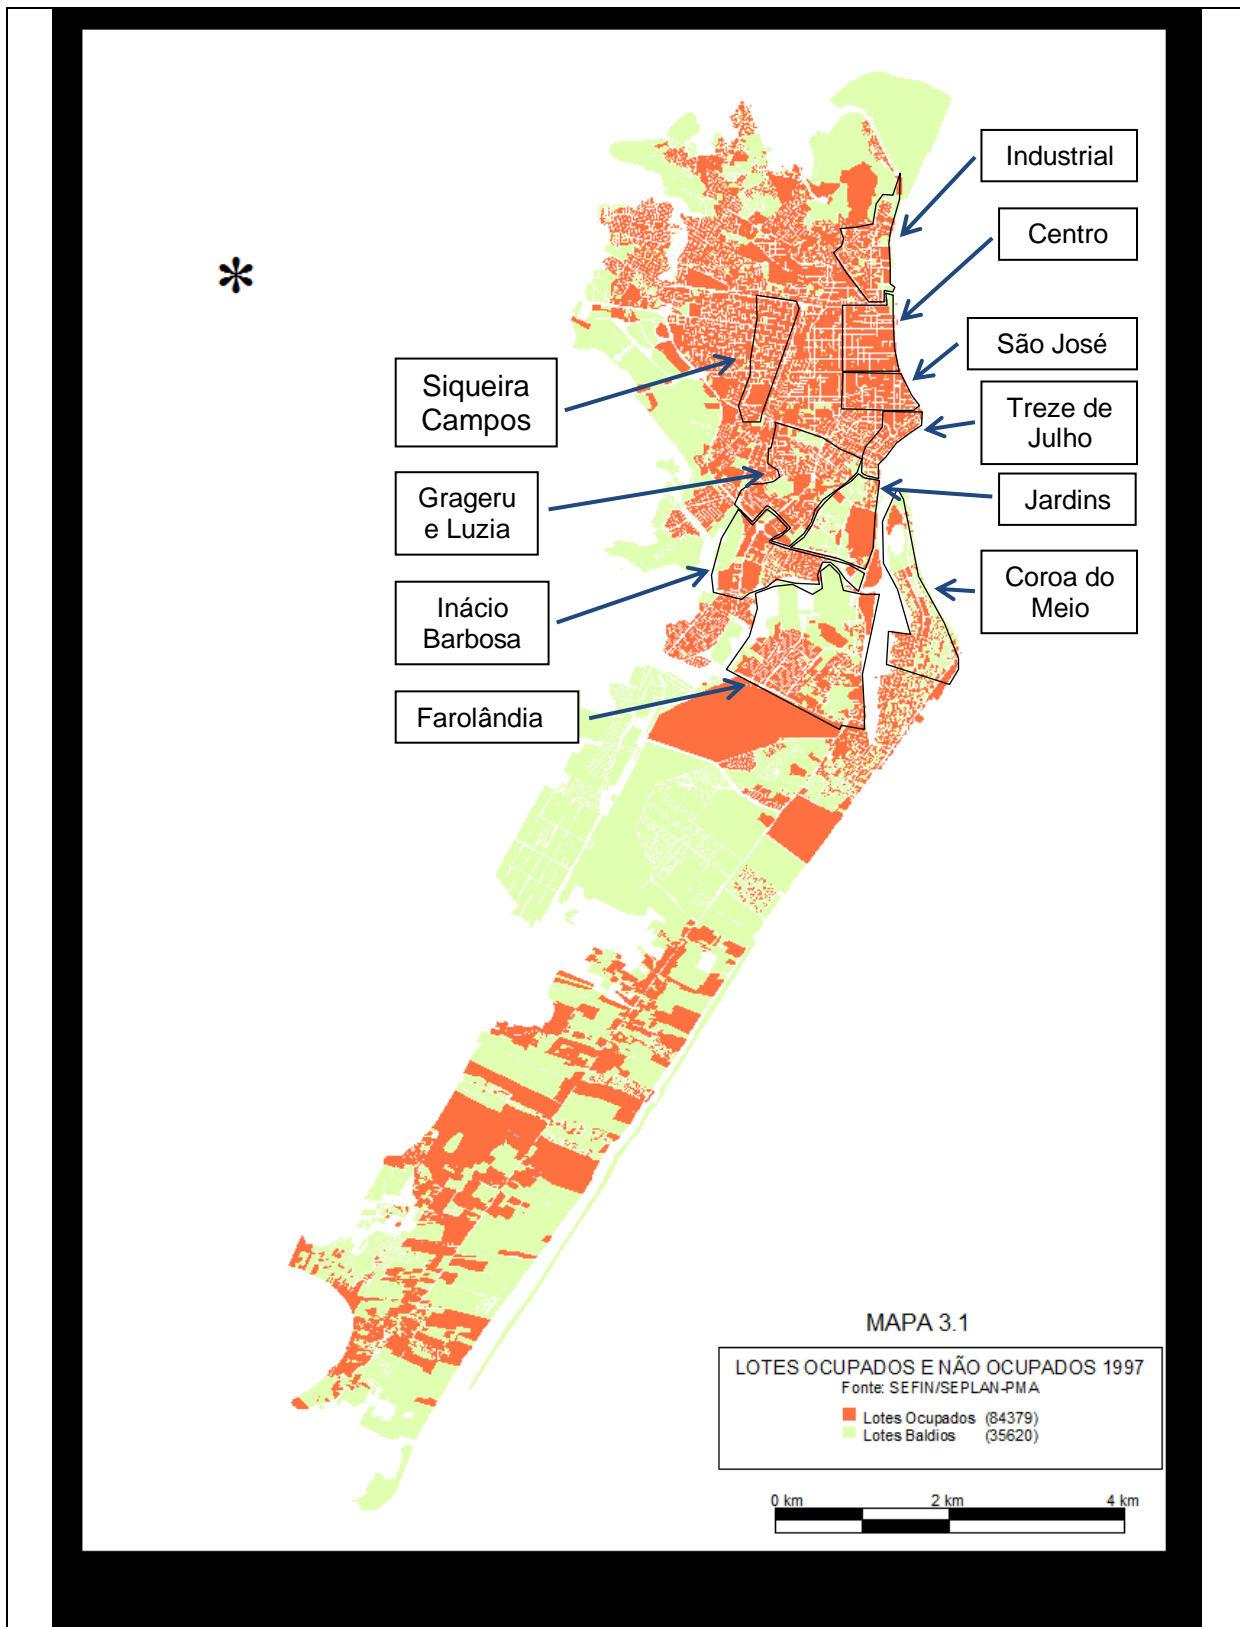 Industrial
Centro
São José
Treze de
Julho
Jardins
Coroa do
Meio
Siqueira
Campos
Grageru
e Luzia
Inácio
Barbosa
Farolândia
*
MAPA 3.1
LOTES OCUPADOS E NÃO OCUPADOS 1997
Fonte: SEFIN/SEPLAN-PMA
Lotes Ocupados (84379)
Lotes Baldios (35620)
0 km 2 km 4 km